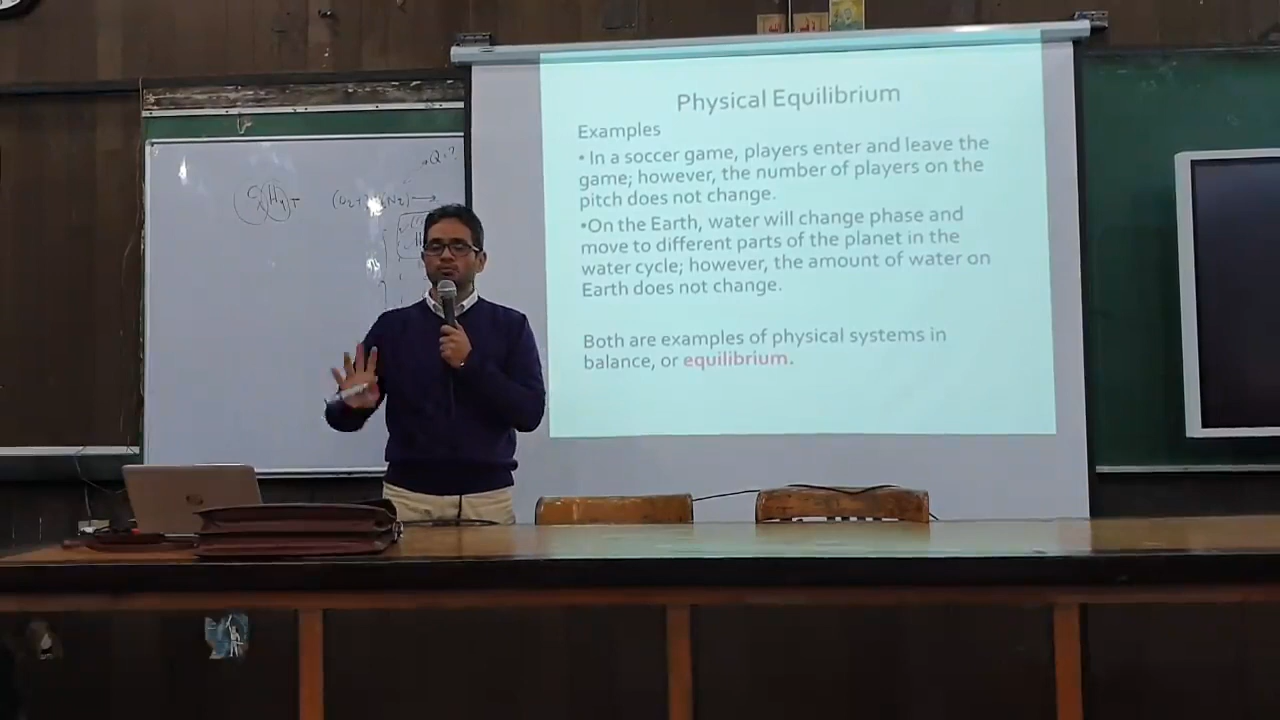 Physical Equilibrium
Examples
• In a soccer game, players enter and leave the
game; however, the number of players on the
pitch does not change.
•On the Earth, water will change phase and
move to different parts of the planet in the
water cycle; however, the amount of water on
Earth does not change.
Both are examples of physical systems in
balance, or equilibrium.